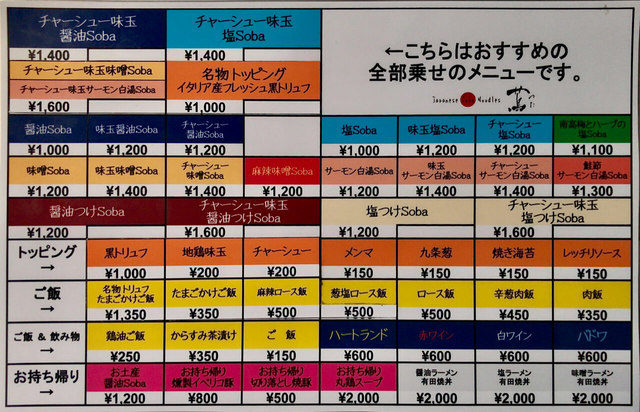 チャーシュー味玉
醤油Soba
¥1,400
チャーシュー味玉
塩Soba
¥1,400
←こちらはおすすめの
全部乗せのメニューです。
Japanese Soba Noodles 蔦
チャーシュー味玉味噌Soba
チャーシュー味玉サーモン白湯Soba
¥1,600
名物トッピング
イタリア産フレッシュ黒トリュフ
¥1,000
醤油Soba
¥1,000
味玉醤油Soba
¥1,200
チャーシュー
醤油Soba
¥1,200
塩Soba
¥1,000
味玉塩Soba
¥1,200
チャーシュー
塩Soba
¥1,200
南高梅とハーブの
塩Soba
¥1,100
味噌Soba
¥1,200
味玉味噌Soba
¥1,400
チャーシュー
味噌Soba
¥1,400
麻辣味噌Soba
¥1,200
サーモン白湯Soba
¥1,200
味玉
サーモン白湯Soba
¥1,400
チャーシュー
サーモン白湯Soba
¥1,400
鮭節
サーモン白湯Soba
¥1,300
醤油つけSoba
¥1,200
チャーシュー味玉
醤油つけSoba
¥1,600
塩つけSoba
¥1,200
チャーシュー味玉
塩つけSoba
¥1,600
トッピング
→
黒トリュフ
¥1,000
地鶏味玉
¥200
チャーシュー
¥200
メンマ
¥150
九条葱
¥150
焼き海苔
¥150
レッチリソース
¥150
ご飯
→
名物トリュフ
たまごかけご飯
¥1,350
たまごかけご飯
¥350
麻辣ロース飯
¥500
葱塩ロース飯
¥500
ロース飯
¥500
辛葱肉飯
¥450
肉飯
¥350
ご飯 & 飲み物
→
鶏油ご飯
¥250
からすみ茶漬け
¥350
ご 飯
¥150
ハートランド
¥600
赤ワイン
¥600
白ワイン
¥600
バドワ
¥600
お持ち帰り
→
お土産
醤油Soba
¥1,200
お持ち帰り
燻製イベリコ豚
¥800
お持ち帰り
切り落とし焼豚
¥500
お持ち帰り
丸鶏スープ
¥2,000
醤油ラーメン
有田焼丼
¥2,000
塩ラーメン
有田焼丼
¥2,000
味噌ラーメン
有田焼丼
¥2,000